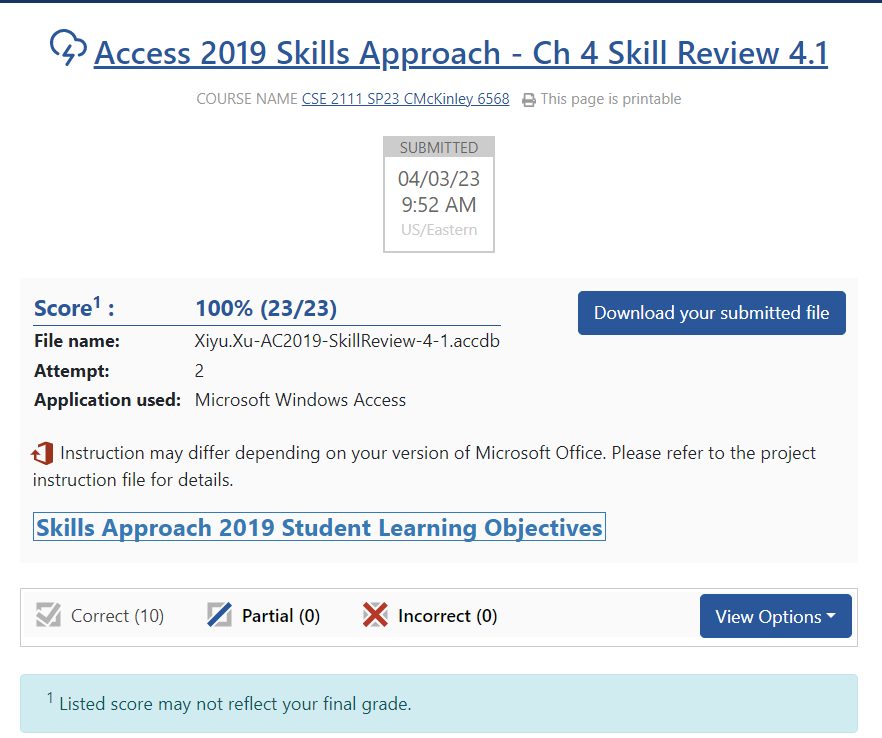 Access 2019 Skills Approach - Ch 4 Skill Review 4.1
COURSE NAME CSE 2111 SP23 CMcKinley 6568 This page is printable
SUBMITTED
04/03/23
9:52 AM
US/Eastern
Score1 : 100% (23/23)
Download your submitted file
File name: Xiyu.Xu-AC2019-SkillReview-4-1.accdb
Attempt: 2
Application used: Microsoft Windows Access
Instruction may differ depending on your version of Microsoft Office. Please refer to the project
instruction file for details.
Skills Approach 2019 Student Learning Objectives
Correct (10) Partial (0) Incorrect (0) View Options
1 Listed score may not reflect your final grade.